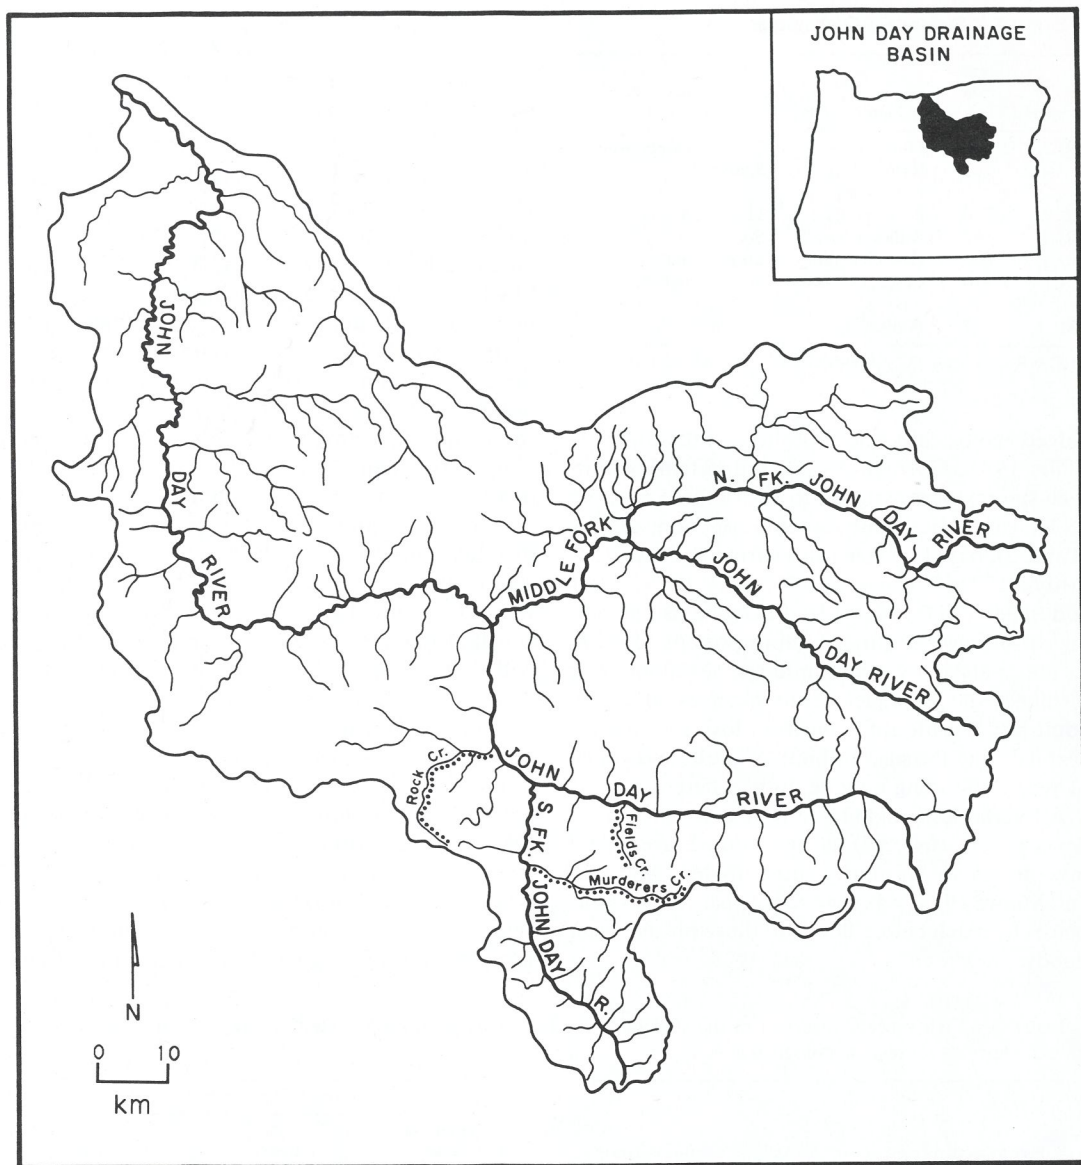 JOHN DAY DRAINAGE
BASIN
JOHN
DAY
RIVER
N. FK. JOHN DAY RIVER
MIDDLE FORK
JOHN
DAY RIVER
JOHN
DAY
RIVER
Rock Cr.
S. FK.
JOHN DAY
R.
Fields Cr.
Murderers Cr.
N
0 10
km